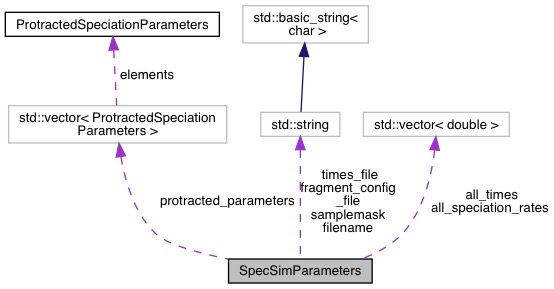 ProtractedSpeciationParameters
std::basic_string<
char >
elements
std::vector< ProtractedSpeciation
Parameters >
std::string
std::vector< double >
protracted_parameters
times_file
fragment_config
_file
samplemask
filename
all_times
all_speciation_rates
SpecSimParameters